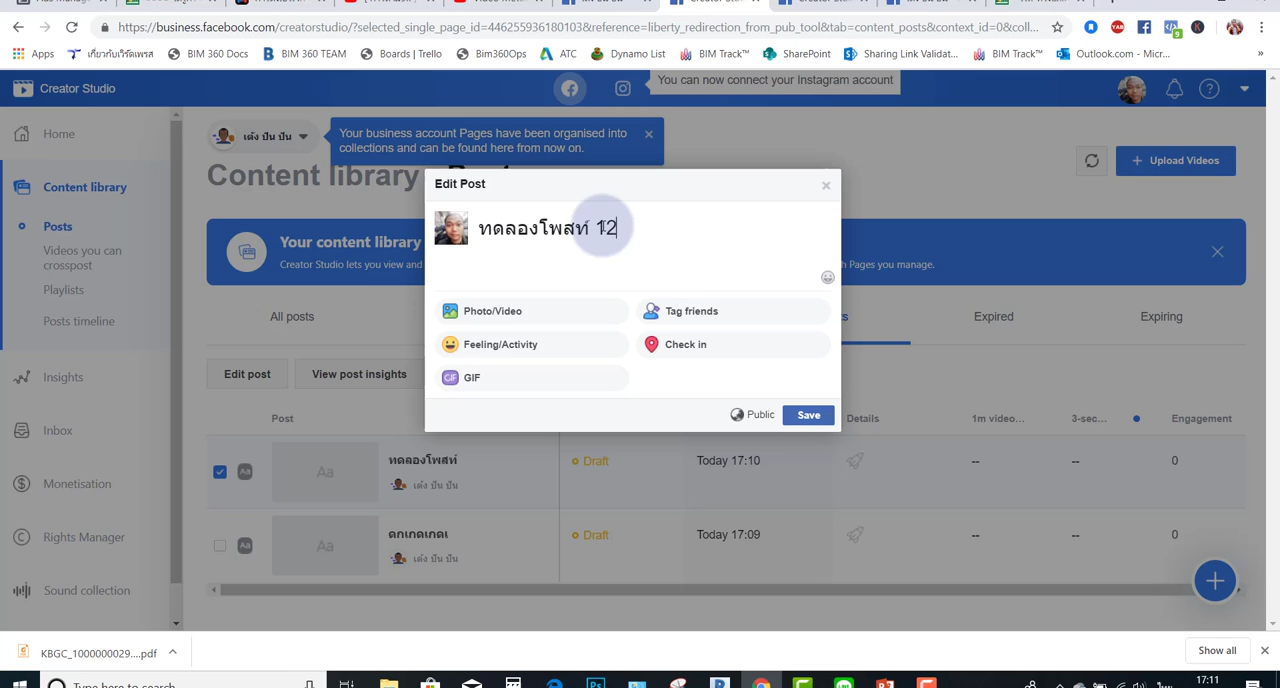 https://business.facebook.com/creatorstudio/?selected_single_page_id=446255936180103&reference=liberty_redirection_from_pub_tool&tab=content_posts&context_id=0&coll...
Apps
เกี่ยวกับวิรัดเพรส
BIM 360 Docs
BIM 360 TEAM
Boards | Trello
Bim360Ops
ATC
Dynamo List
BIM Track™
SharePoint
Sharing Link Validat...
BIM Track™
Outlook.com - Micr...
Creator Studio
You can now connect your Instagram account
Home
Content library
Posts
Videos you can crosspost
Playlists
Posts timeline
Insights
Inbox
Monetisation
Rights Manager
Sound collection
เต๋ง ปัน ปัน
Your business account Pages have been organised into
collections and can be found here from now on.
Content library
Upload Videos
Your content library
Creator Studio lets you view and
h Pages you manage.
All posts
Expired
Expiring
Edit post
View post insights
Edit Post
ทดลองโพสท์ 12
Photo/Video
Tag friends
Feeling/Activity
Check in
GIF
GIF
Public
Save
Post
Details
1m video...
3-sec...
Engagement
Aa
Aa
ทดลองโพสท์
เต๋ง ปัน ปัน
Draft
Today 17:10
--
--
0
Aa
Aa
ดกเกดเกดเ
เต๋ง ปัน ปัน
Draft
Today 17:09
--
--
0
KBGC_1000000029....pdf
Show all
Type here to search
17:11